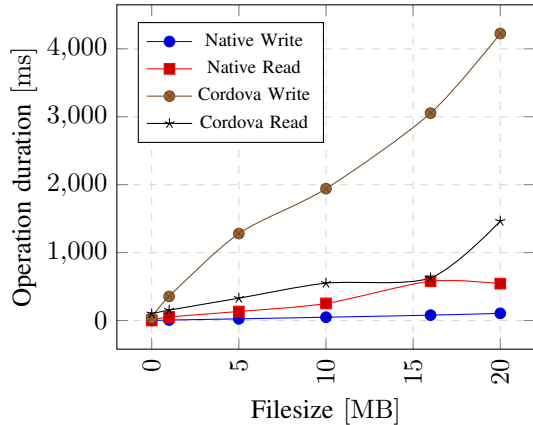 4,000
3,000
2,000
1,000
0
Operation duration [ms]
Native Write
Native Read
Cordova Write
Cordova Read
0
5
10
15
20
Filesize [MB]